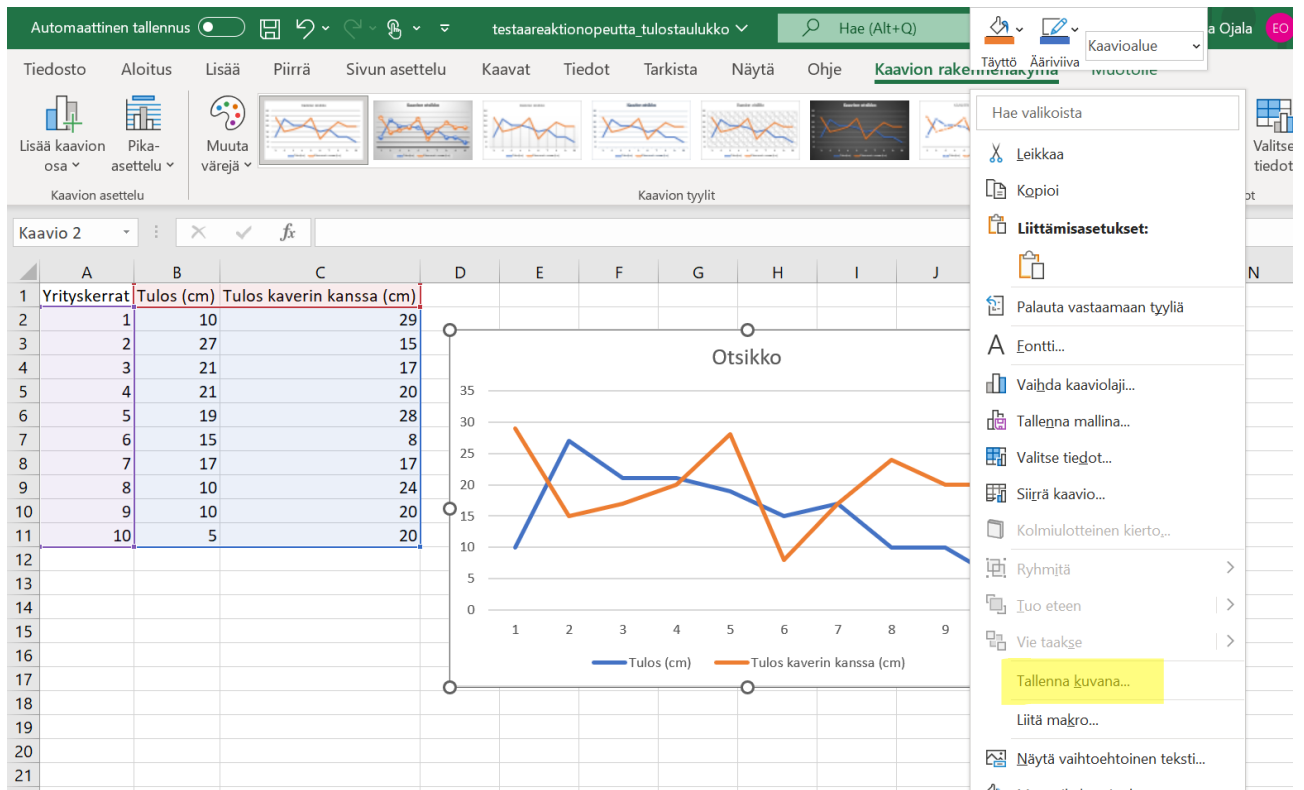 Automaattinen tallennus
testaareaktionopeutta_tulostaulukko
Hae (Alt+Q)
a Ojala
EO
Täyttö
Ääriviiva
Kaavioalue
Tiedosto
Aloitus
Lisää
Piirrä
Sivun asettelu
Kaavat
Tiedot
Tarkista
Näytä
Ohje
Kaavion rakennenäkymä
Muotoile
Lisää kaavion
osa
Pika-
asettelu
Muuta
värejä
Valitse
tiedot
Kaavion asettelu
Kaavion tyylit
ot
Kaavio 2
fx
A B C D E F G H I J N
1 Yrityskerrat Tulos (cm) Tulos kaverin kanssa (cm)
2 1 10 29
3 2 27 15
4 3 21 17
5 4 21 20
6 5 19 28
7 6 15 8
8 7 17 17
9 8 10 24
10 9 10 20
11 10 5 20
12
13
14
15
16
17
18
19
20
21
Otsikko
35
30
25
20
15
10
5
0
1 2 3 4 5 6 7 8 9
Tulos (cm)
Tulos kaverin kanssa (cm)
Hae valikoista
Leikkaa
Kopioi
Liittämisasetukset:
Palauta vastaamaan tyyliä
Fontti...
Vaihda kaaviolaji...
Tallenna mallina...
Valitse tiedot...
Siirrä kaavio...
Kolmiulotteinen kierto...
Ryhmitä
Tuo eteen
Vie taakse
Tallenna kuvana...
Liitä makro...
Näytä vaihtoehtoinen teksti...